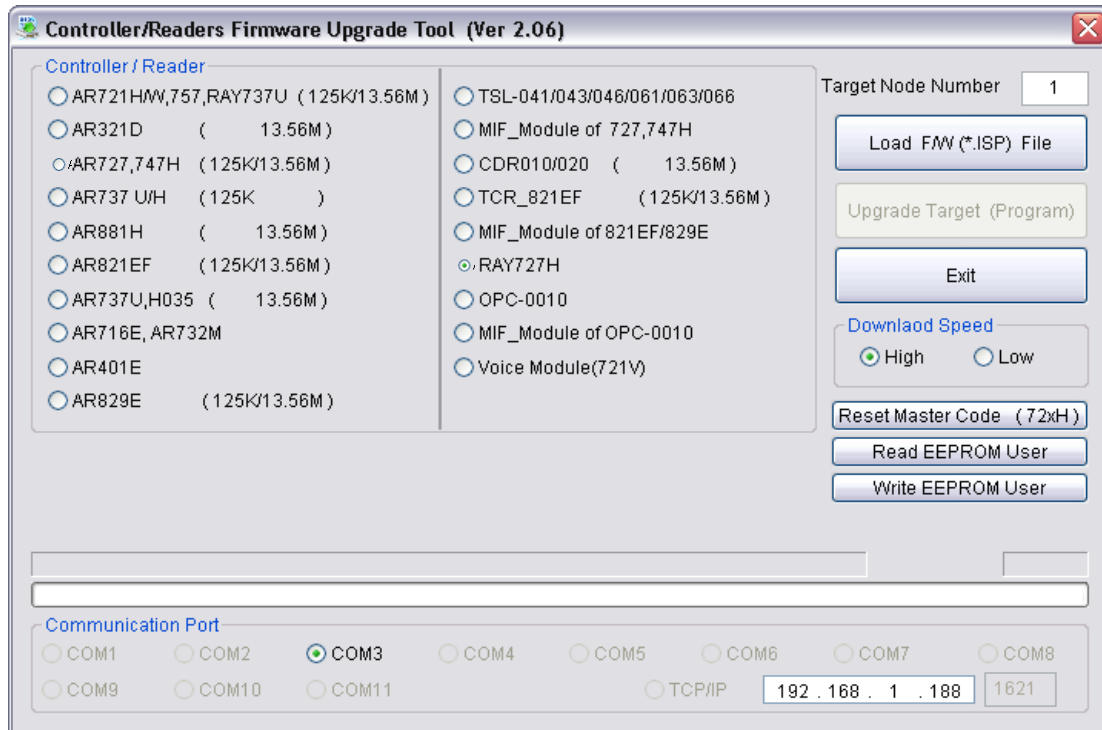 Controller/Readers Firmware Upgrade Tool (Ver 2.06)
Controller / Reader
AR721H/W,757,RAY737U (125K/13.56M)
AR321D ( 13.56M)
AR727,747H (125K/13.56M)
AR737 U/H (125K )
AR881H ( 13.56M)
AR821EF (125K/13.56M)
AR737U,H035 ( 13.56M)
AR716E, AR732M
AR401E
AR829E (125K/13.56M)
TSL-041/043/046/061/063/066
MIF_Module of 727,747H
CDR010/020 ( 13.56M)
TCR_821EF (125K/13.56M)
MIF_Module of 821EF/829E
RAY727H
OPC-0010
MIF_Module of OPC-0010
Voice Module(721V)
Target Node Number 1
Load F/W (*.ISP) File
Upgrade Target (Program)
Exit
Downlaod Speed
High Low
Reset Master Code (72xH)
Read EEPROM User
Write EEPROM User
Communication Port
COM1 COM2 COM3 COM4 COM5 COM6 COM7 COM8
COM9 COM10 COM11 TCP/IP 192 . 168 . 1 . 188 1621